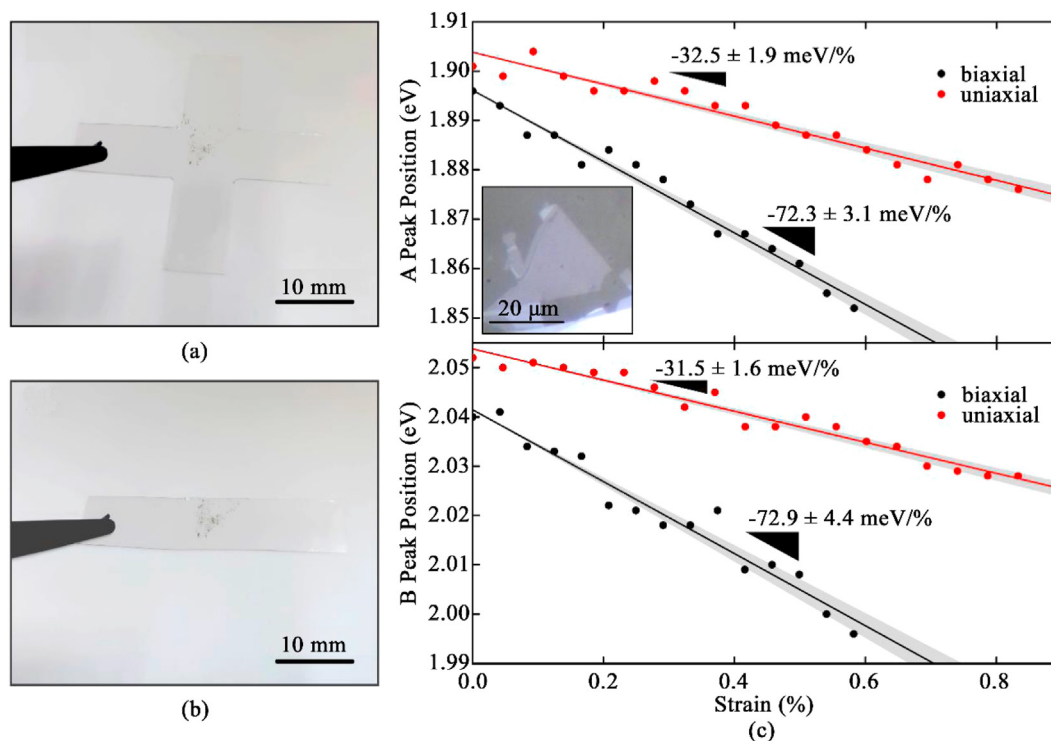 10 mm
(a)
10 mm
(b)
A Peak Position (eV)
1.91
1.90
1.89
1.88
1.87
1.86
1.85
-32.5 ± 1.9 meV/%
biaxial
uniaxial
-72.3 ± 3.1 meV/%
20 μm
B Peak Position (eV)
2.05
2.04
2.03
2.02
2.01
2.00
1.99
-31.5 ± 1.6 meV/%
biaxial
uniaxial
-72.9 ± 4.4 meV/%
0.0 0.2 0.4 0.6 0.8
Strain (%)
(c)